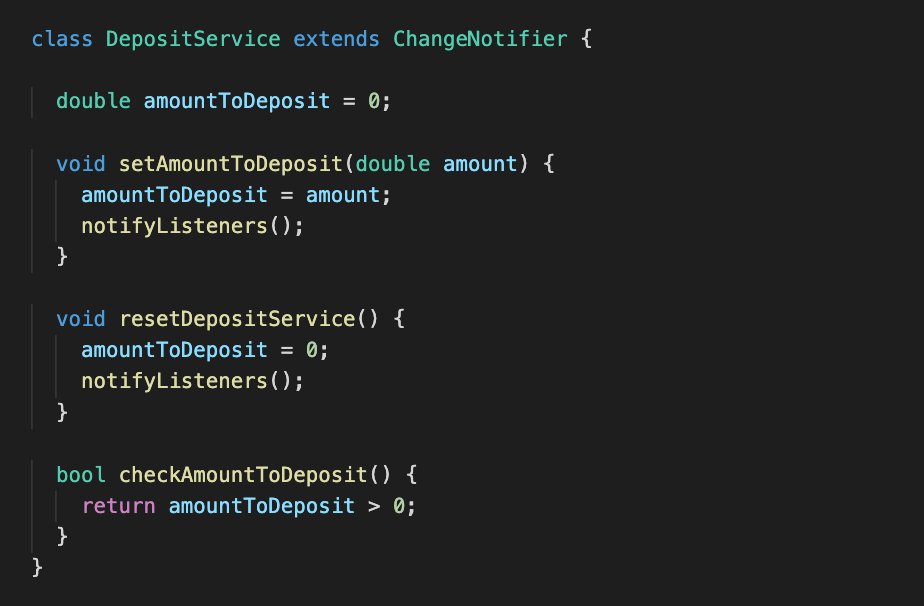 class DepositService extends ChangeNotifier {
double amountToDeposit = 0;
void setAmountToDeposit(double amount) {
amountToDeposit = amount;
notifyListeners();
}
void resetDepositService() {
amountToDeposit = 0;
notifyListeners();
}
bool checkAmountToDeposit() {
return amountToDeposit > 0;
}
}